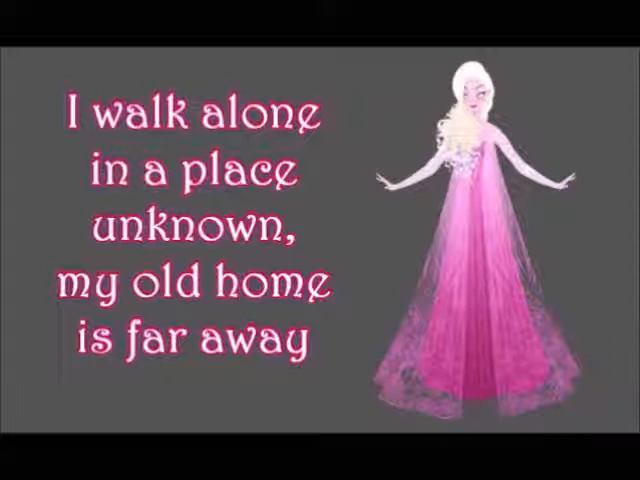 I walk alone
in a place
unknown,
my old home
is far away